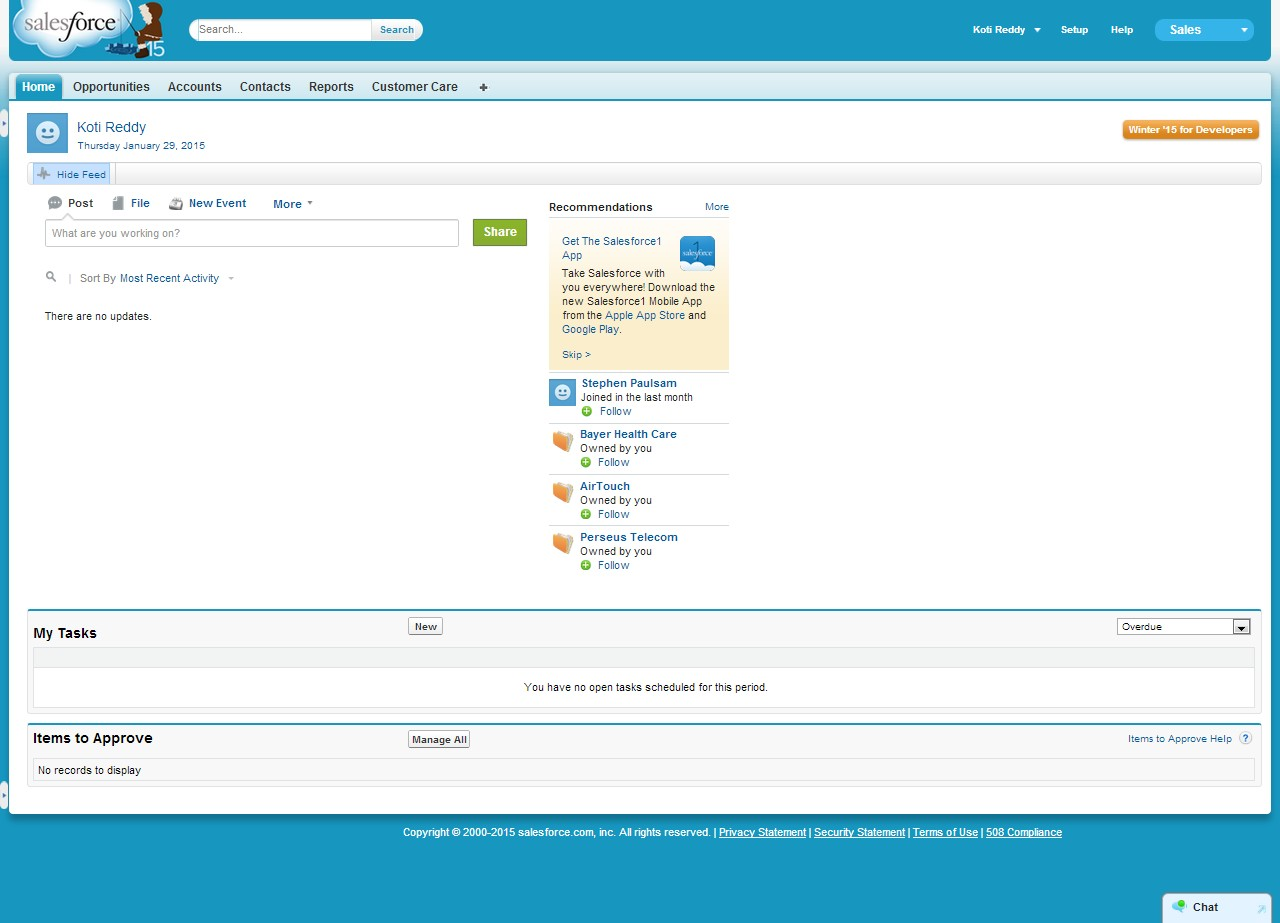 salesforce
15
Search...
Search
Koti Reddy
Setup
Help
Sales
Home
Opportunities
Accounts
Contacts
Reports
Customer Care
+
Koti Reddy
Thursday January 29, 2015
Winter '15 for Developers
Hide Feed
Post
File
New Event
More
What are you working on?
Share
| Sort By Most Recent Activity
There are no updates.
Recommendations
More
Get The Salesforce1
App
1
salesforce
Take Salesforce with
you everywhere! Download the
new Salesforce1 Mobile App
from the Apple App Store and
Google Play.
Skip >
Stephen Paulsam
Joined in the last month
Follow
Bayer Health Care
Owned by you
Follow
AirTouch
Owned by you
Follow
Perseus Telecom
Owned by you
Follow
My Tasks
New
Overdue
You have no open tasks scheduled for this period.
Items to Approve
Manage All
Items to Approve Help ?
No records to display
Copyright © 2000-2015 salesforce.com, inc. All rights reserved. | Privacy Statement | Security Statement | Terms of Use | 508 Compliance
Chat